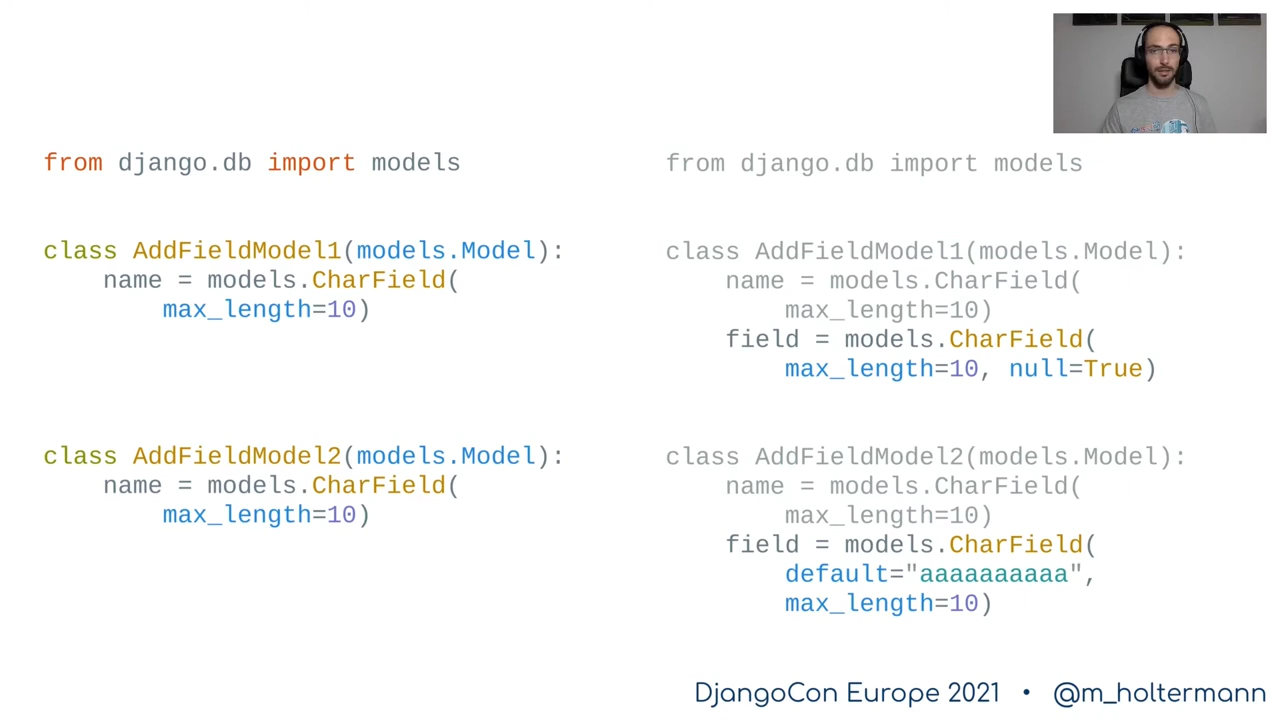 from django.db import models
class AddFieldModel1(models.Model):
    name = models.CharField(
        max_length=10)
class AddFieldModel2(models.Model):
    name = models.CharField(
        max_length=10)
from django.db import models
class AddFieldModel1(models.Model):
    name = models.CharField(
        max_length=10)
    field = models.CharField(
        max_length=10, null=True)
class AddFieldModel2(models.Model):
    name = models.CharField(
        max_length=10)
    field = models.CharField(
        default="aaaaaaaaaa",
        max_length=10)
DjangoCon Europe 2021 • @m_holtermann